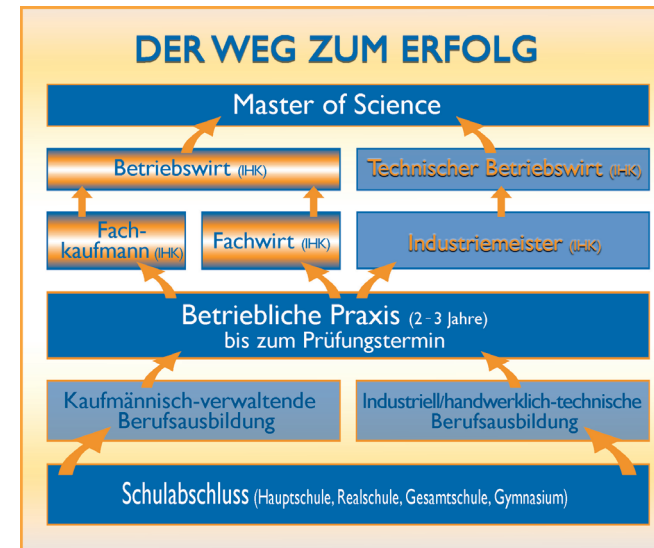 DER WEG ZUM ERFOLG
Master of Science
Betriebswirt (IHK)
Technischer Betriebswirt (IHK)
Fach-
kaufmann (IHK)
Fachwirt (IHK)
Industriemeister (IHK)
Betriebliche Praxis (2 - 3 Jahre)
bis zum Prüfungstermin
Kaufmännisch-verwaltende
Berufsausbildung
Industriell/handwerklich-technische
Berufsausbildung
Schulabschluss (Hauptschule, Realschule, Gesamtschule, Gymnasium)